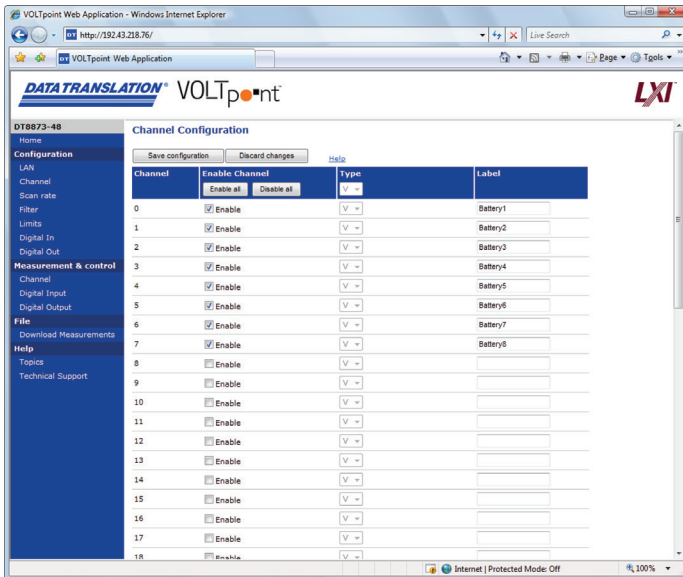 VOLTpoint Web Application - Windows Internet Explorer
DT http://192.43.218.76/ Live Search
DT VOLTpoint Web Application Page Tools
DATA TRANSLATION® VOLTpoint LXI
DT8873-48
Home
Configuration
LAN
Channel
Scan rate
Filter
Limits
Digital In
Digital Out
Measurement & control
Channel
Digital Input
Digital Output
File
Download Measurements
Help
Topics
Technical Support
Channel Configuration
Save configuration Discard changes Help
Channel Enable Channel Type Label
Enable all Disable all V
0 Enable V Battery1
1 Enable V Battery2
2 Enable V Battery3
3 Enable V Battery4
4 Enable V Battery5
5 Enable V Battery6
6 Enable V Battery7
7 Enable V Battery8
8 Enable V
9 Enable V
10 Enable V
11 Enable V
12 Enable V
13 Enable V
14 Enable V
15 Enable V
16 Enable V
17 Enable V
18 Enable V
Internet | Protected Mode: Off 100%